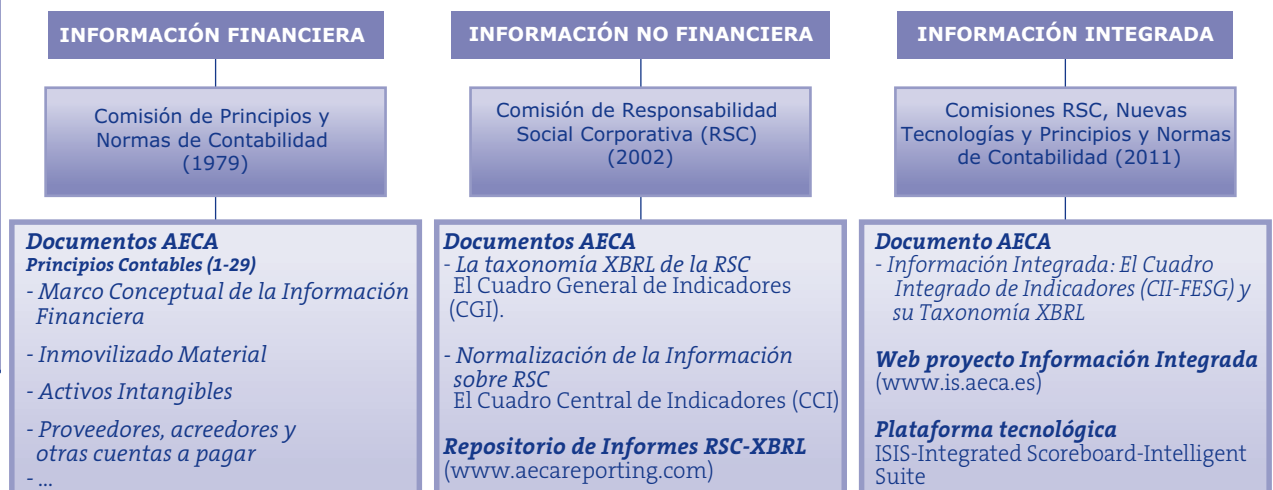 INFORMACIÓN FINANCIERA
Comisión de Principios y
Normas de Contabilidad
(1979)
Documentos AECA
Principios Contables (1-29)
- Marco Conceptual de la Información
Financiera
- Inmovilizado Material
- Activos Intangibles
- Proveedores, acreedores y
otras cuentas a pagar
- ...
INFORMACIÓN NO FINANCIERA
Comisión de Responsabilidad
Social Corporativa (RSC)
(2002)
Documentos AECA
- La taxonomía XBRL de la RSC
El Cuadro General de Indicadores
(CGI).
- Normalización de la Información
sobre RSC
El Cuadro Central de Indicadores (CCI)
Repositorio de Informes RSC-XBRL
(www.aecareporting.com)
INFORMACIÓN INTEGRADA
Comisiones RSC, Nuevas
Tecnologías y Principios y Normas
de Contabilidad (2011)
Documento AECA
- Información Integrada: El Cuadro
Integrado de Indicadores (CII-FESG) y
su Taxonomía XBRL
Web proyecto Información Integrada
(www.is.aeca.es)
Plataforma tecnológica
ISIS-Integrated Scoreboard-Intelligent
Suite